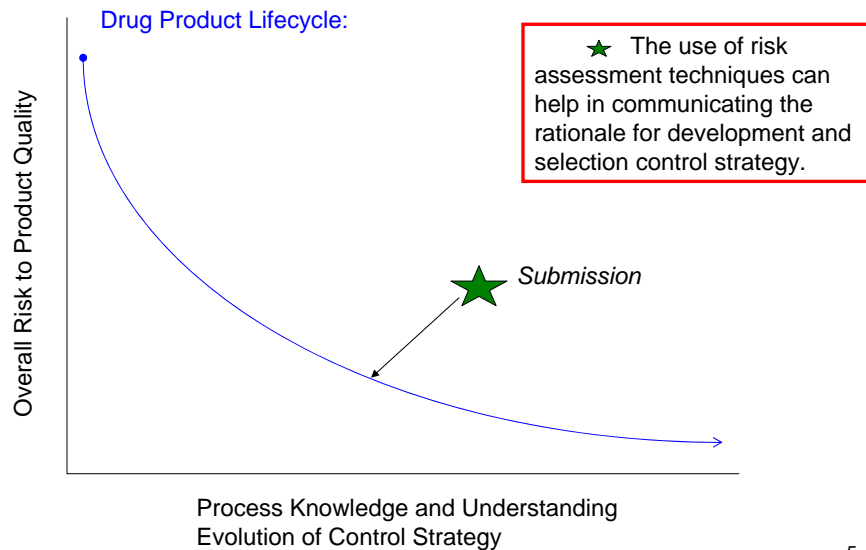 Drug Product Lifecycle:
The use of risk
assessment techniques can
help in communicating the
rationale for development and
selection control strategy.
Overall Risk to Product Quality
Submission
Process Knowledge and Understanding
Evolution of Control Strategy
5